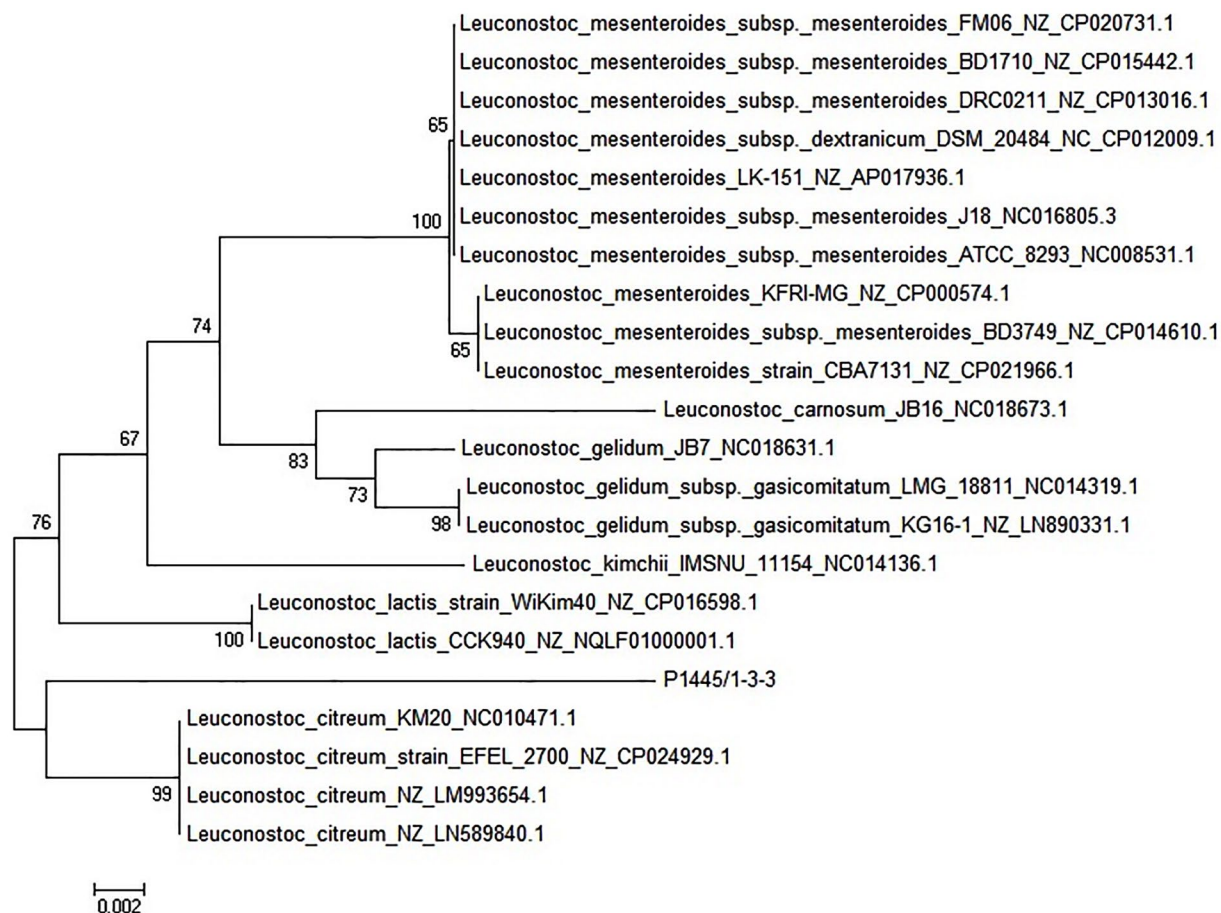 Leuconostoc_mesenteroides_subsp._mesenteroides_FM06_NZ_CP020731.1
Leuconostoc_mesenteroides_subsp._mesenteroides_BD1710_NZ_CP015442.1
Leuconostoc_mesenteroides_subsp._mesenteroides_DRC0211_NZ_CP013016.1
65
Leuconostoc_mesenteroides_subsp._dextranicum_DSM_20484_NC_CP012009.1
Leuconostoc_mesenteroides_LK-151_NZ_AP017936.1
100
Leuconostoc_mesenteroides_subsp._mesenteroides_J18_NC016805.3
Leuconostoc_mesenteroides_subsp._mesenteroides_ATCC_8293_NC008531.1
Leuconostoc_mesenteroides_KFRI-MG_NZ_CP000574.1
74
Leuconostoc_mesenteroides_subsp._mesenteroides_BD3749_NZ_CP014610.1
65
Leuconostoc_mesenteroides_strain_CBA7131_NZ_CP021966.1
Leuconostoc_carnosum_JB16_NC018673.1
67
Leuconostoc_gelidum_JB7_NC018631.1
83
Leuconostoc_gelidum_subsp._gasicomitatum_LMG_18811_NC014319.1
73
98
Leuconostoc_gelidum_subsp._gasicomitatum_KG16-1_NZ_LN890331.1
76
Leuconostoc_kimchii_IMSNU_11154_NC014136.1
Leuconostoc_lactis_strain_WiKim40_NZ_CP016598.1
100
Leuconostoc_lactis_CCK940_NZ_NQLF01000001.1
P1445/1-3-3
Leuconostoc_citreum_KM20_NC010471.1
Leuconostoc_citreum_strain_EFEL_2700_NZ_CP024929.1
99
Leuconostoc_citreum_NZ_LM993654.1
Leuconostoc_citreum_NZ_LN589840.1
0.002